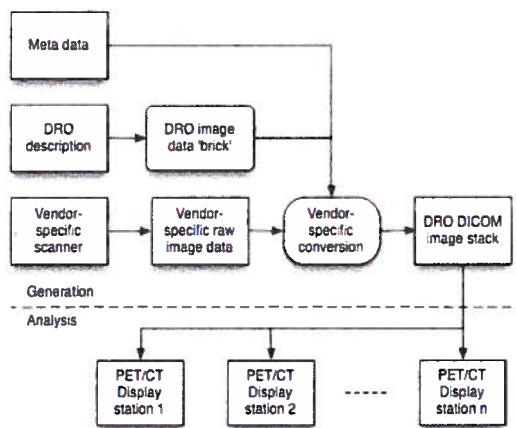 Meta data
DRO
description
DRO image
data 'brick'
Vendor-
specific
scanner
Vendor-
specific raw
image data
Vendor-
specific
conversion
DRO DICOM
image stack
Generation
Analysis
PET/CT
Display
station 1
PET/CT
Display
station 2
PET/CT
Display
station n